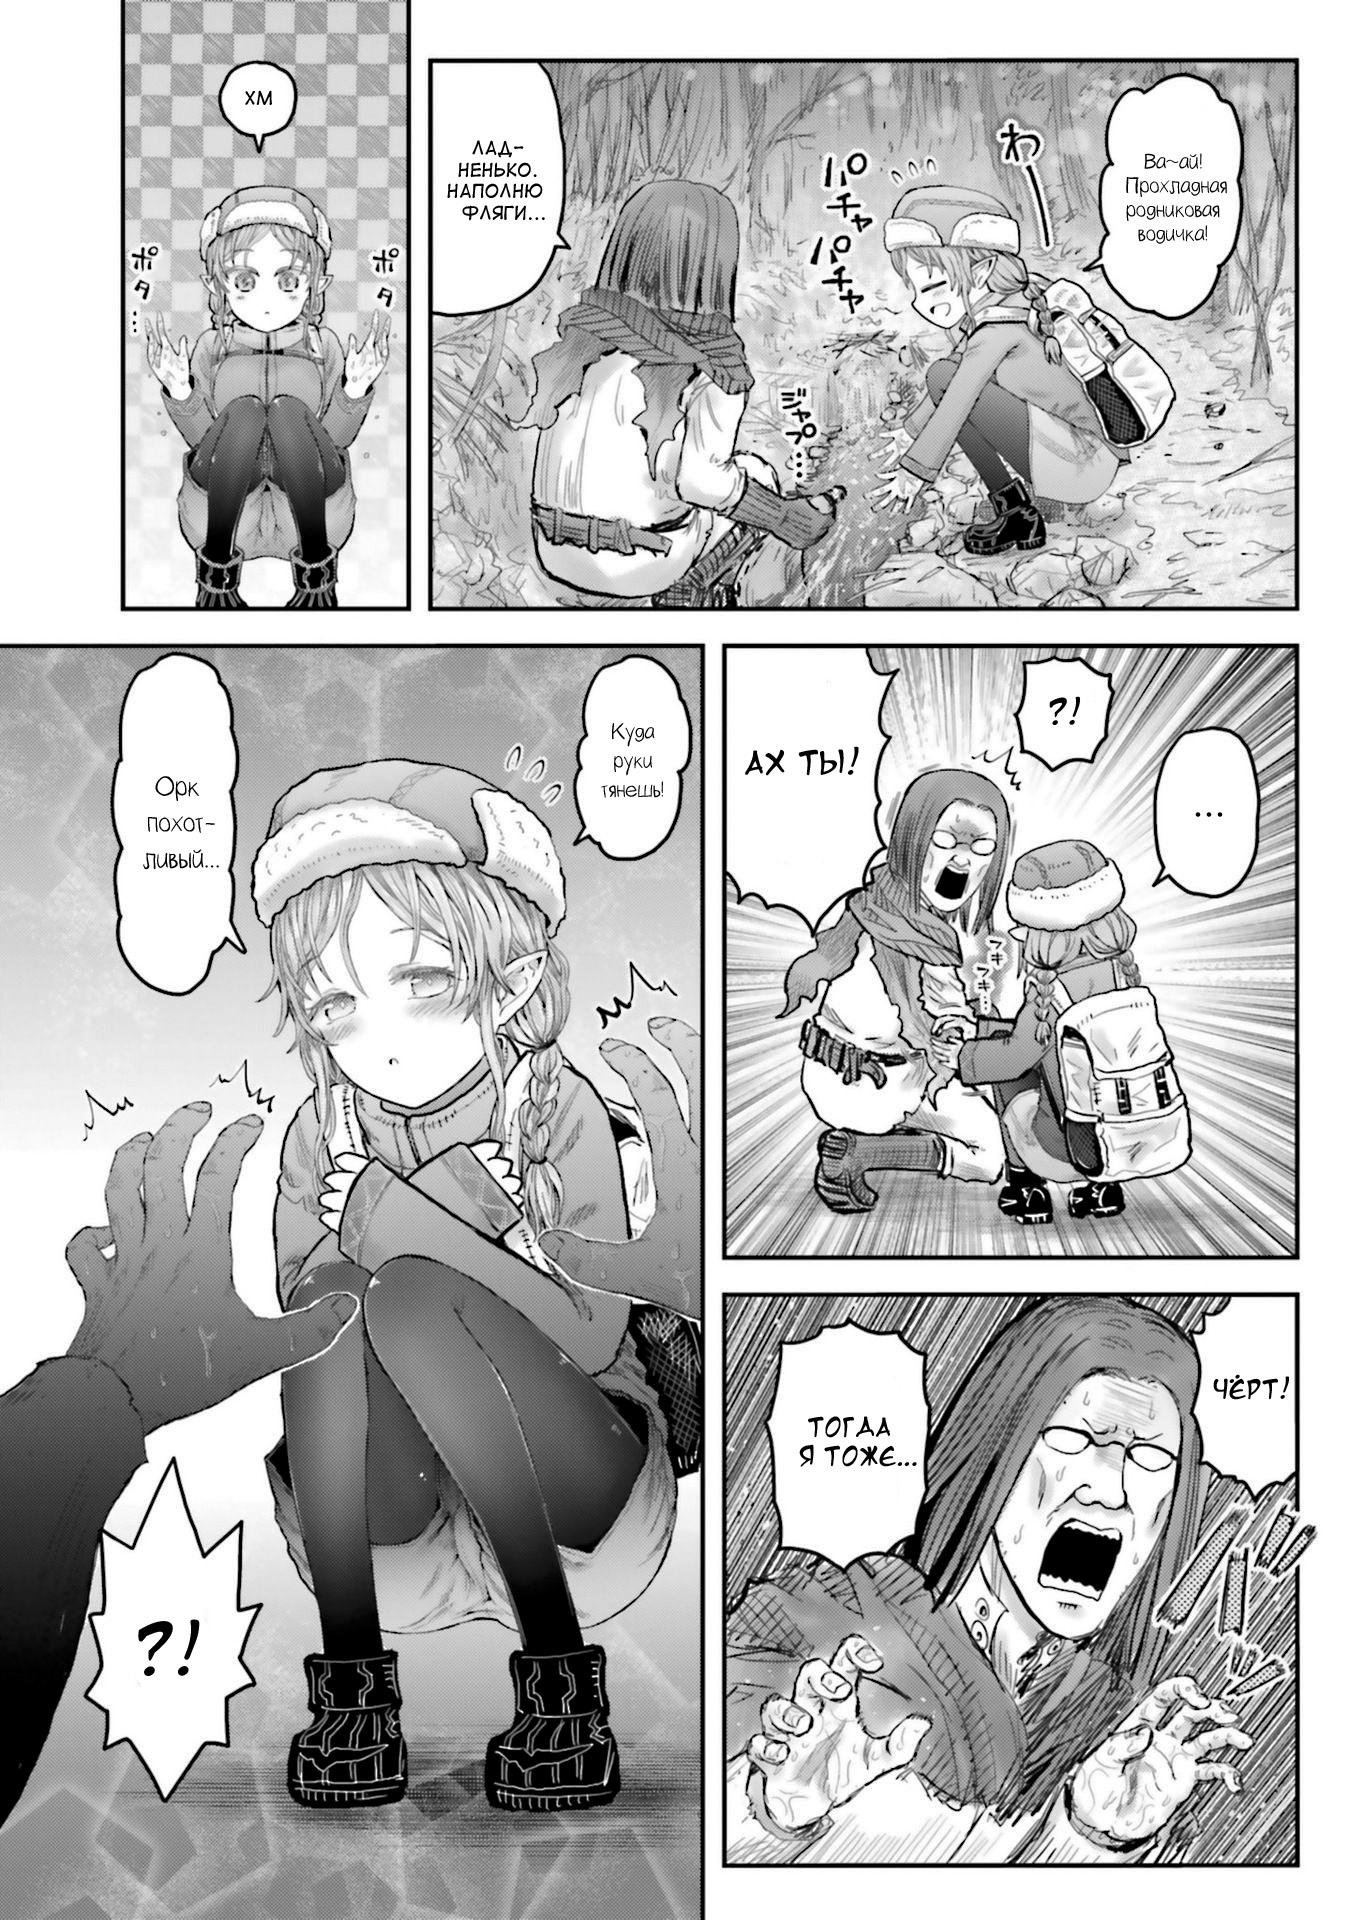 Ва~ай!
Прохладная
родниковая
водичка!
わ
パチャ
パチャ
ЛАД-
НЕНЬКО.
НАПОЛНЮ
ФЛЯГИ...
ジャプ…
ХМ
ポタ…
ポタ
...
?!
АХ ТЫ!
フキ
フキ…
ЧЁРТ!
ТОГДА
Я ТОЖЕ...
Куда
руки
тянешь!
Орк
похот-
ливый...
?!